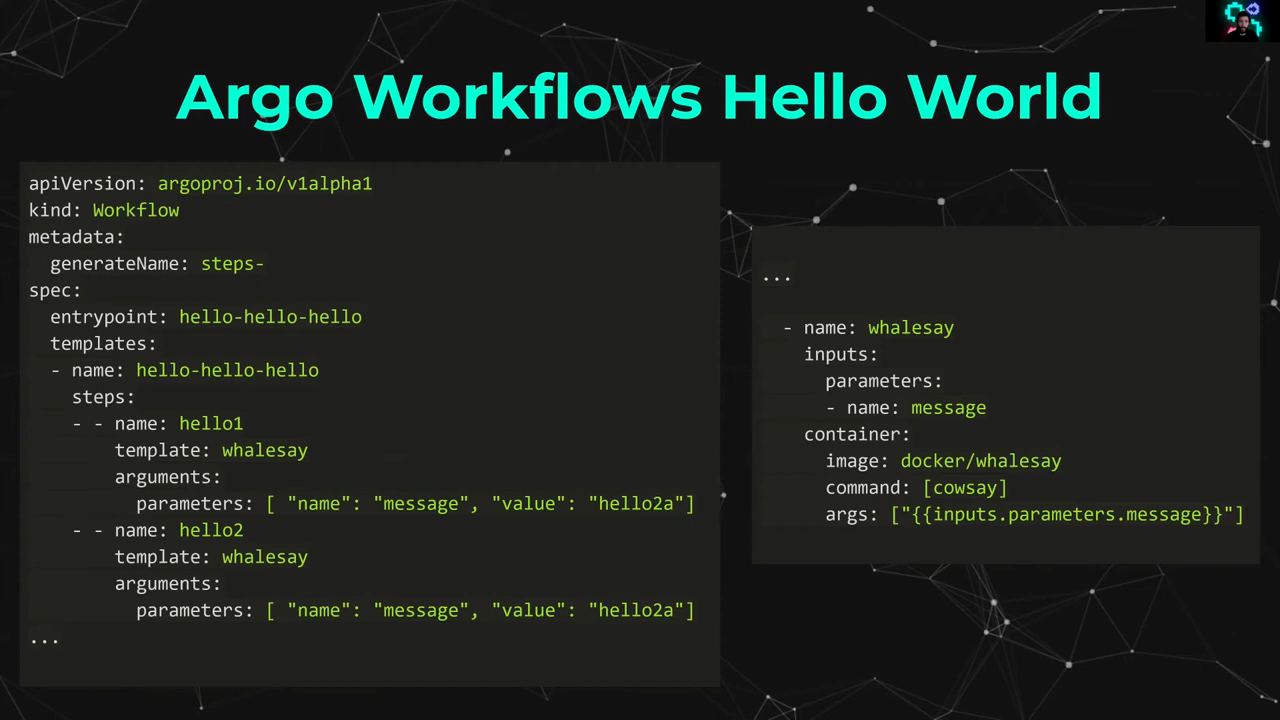 Argo Workflows Hello World
apiVersion: argoproj.io/v1alpha1
kind: Workflow
metadata:
  generateName: steps-
spec:
  entrypoint: hello-hello-hello
  templates:
  - name: hello-hello-hello
    steps:
    - - name: hello1
        template: whalesay
        arguments:
          parameters: [ "name": "message", "value": "hello2a"]
    - - name: hello2
        template: whalesay
        arguments:
          parameters: [ "name": "message", "value": "hello2a"]
...
...
  - name: whalesay
    inputs:
      parameters:
      - name: message
    container:
      image: docker/whalesay
      command: [cowsay]
      args: ["{{inputs.parameters.message}}"]